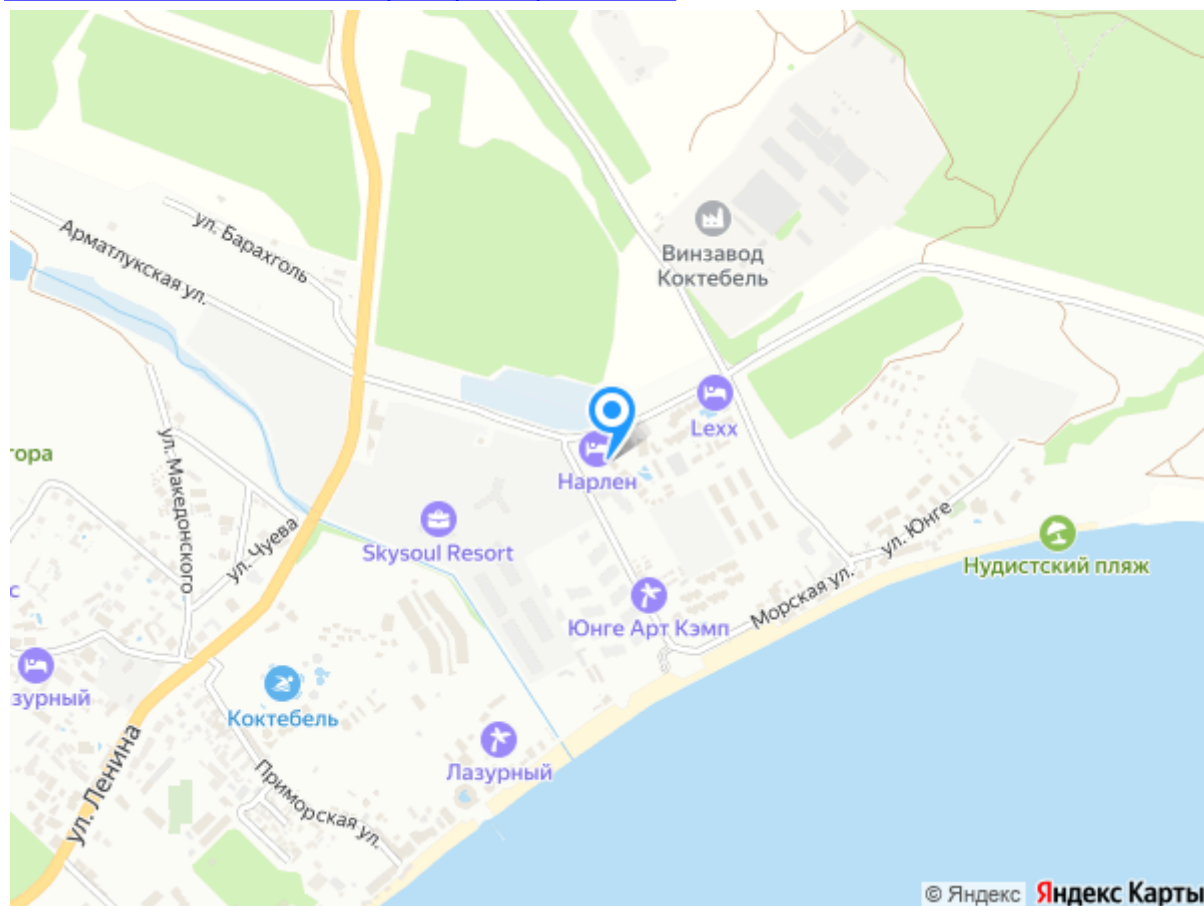 ул. Барахголь
Арматлукская ул.
Винзавод
Коктебель
Lexx
Нарлен
ул. Македонского
ул. Чуева
Skysoul Resort
ул. Юнге
Нудистский пляж
Морская ул.
Юнге Арт Кэмп
Коктебель
Лазурный
Приморская ул.
ул. Ленина
гора
с
зурный
© Яндекс Яндекс Карты